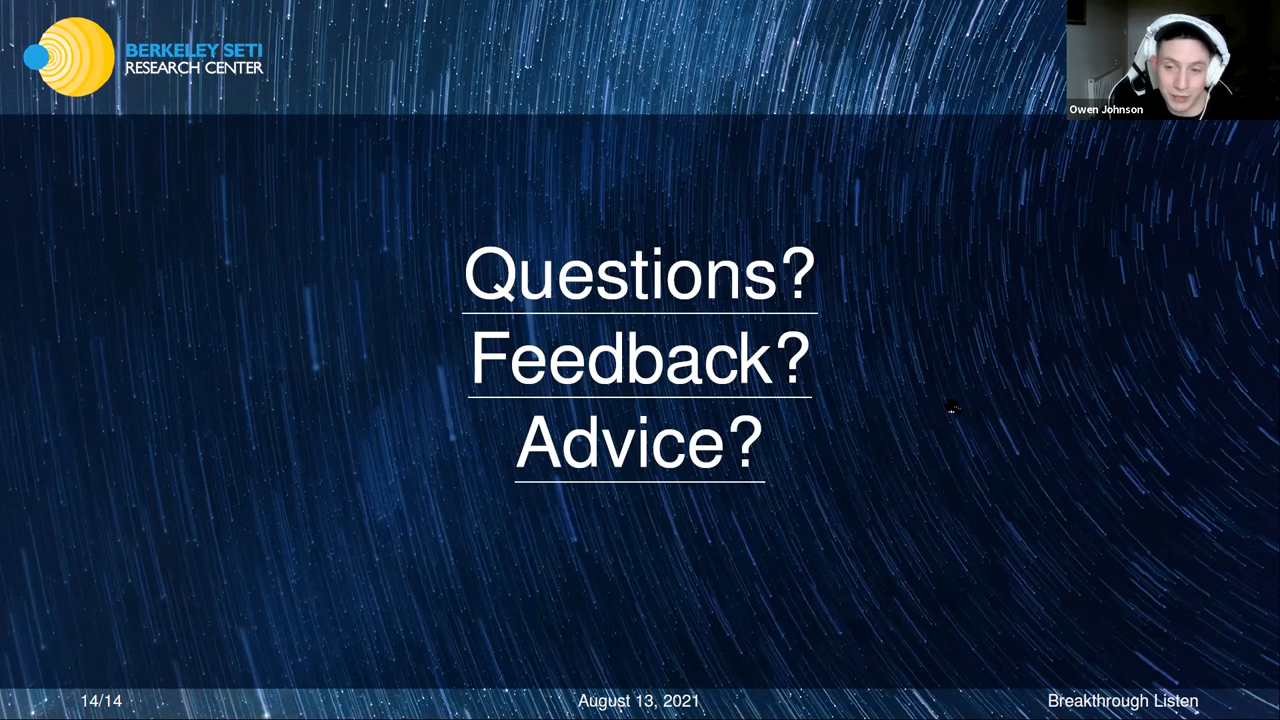 BERKELEY SETI
RESEARCH CENTER
Owen Johnson
Questions?
Feedback?
Advice?
14/14
August 13, 2021
Breakthrough Listen